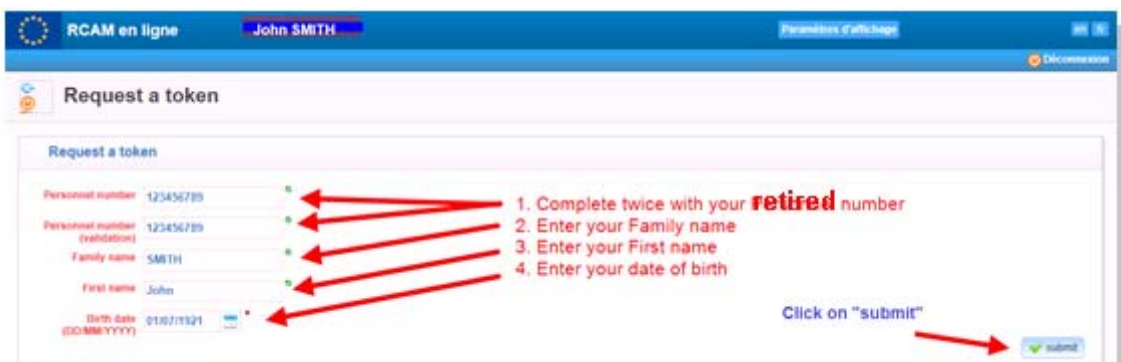 RCAM en ligne John SMITH Paramètres d'affichage en fr
Déconnexion
Request a token
Request a token
Personnel number 123456789
1. Complete twice with your retired number
Personnel number (validation) 123456789
2. Enter your Family name
Family name SMITH
3. Enter your First name
First name John
4. Enter your date of birth
Birth date (DD/MM/YYYY) 01/07/1921
Click on "submit"
submit